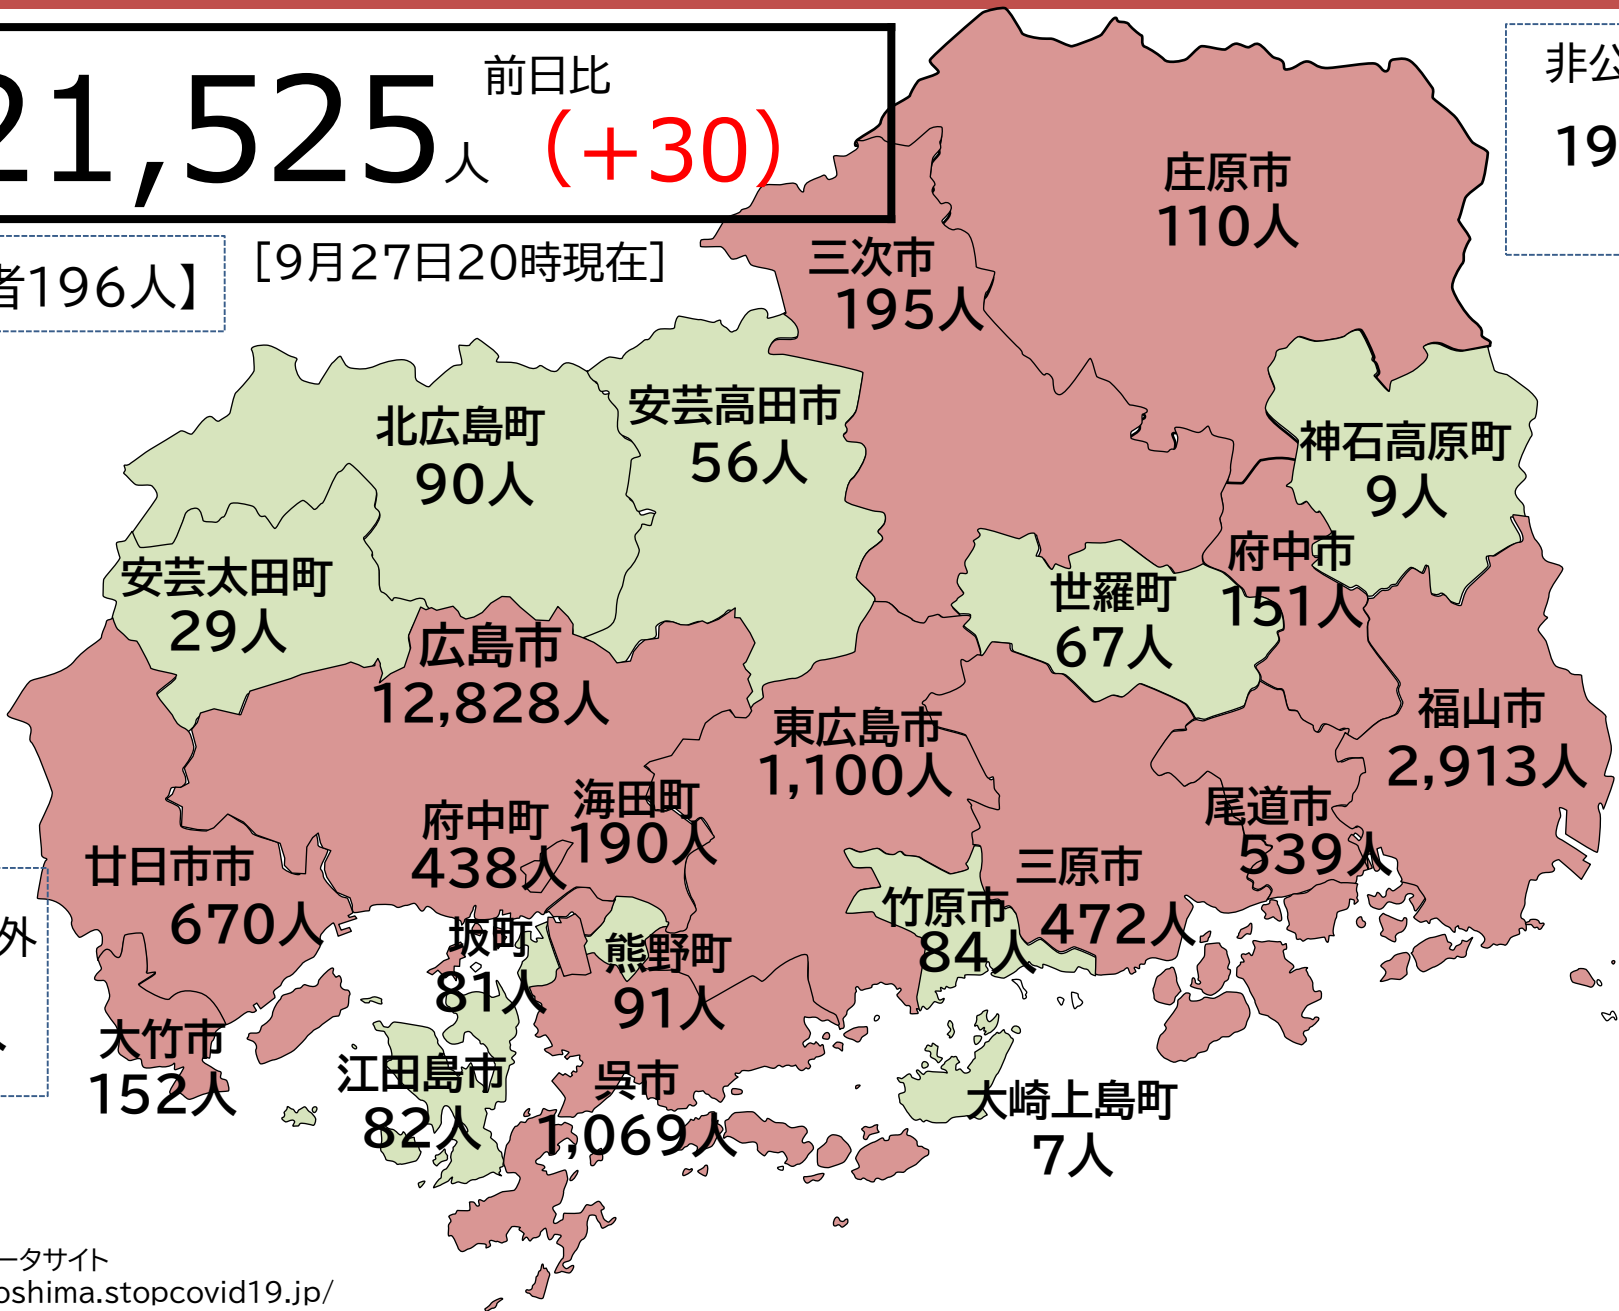 21,525人
前日比
（+30）
非公
19
者196人】
［9月27日20時現在］
庄原市
110人
三次市
195人
安芸高田市
56人
北広島町
90人
神石高原町
9人
府中市
151人
安芸太田町
29人
世羅町
67人
広島市
12,828人
福山市
2,913人
東広島市
1,100人
海田町
190人
府中町
438人
尾道市
539人
廿日市市
670人
三原市
472人
竹原市
84人
外
坂町
81人
熊野町
91人
大竹市
152人
江田島市
82人
呉市
1,069人
大崎上島町
7人
ータサイト
oshima.stopcovid19.jp/